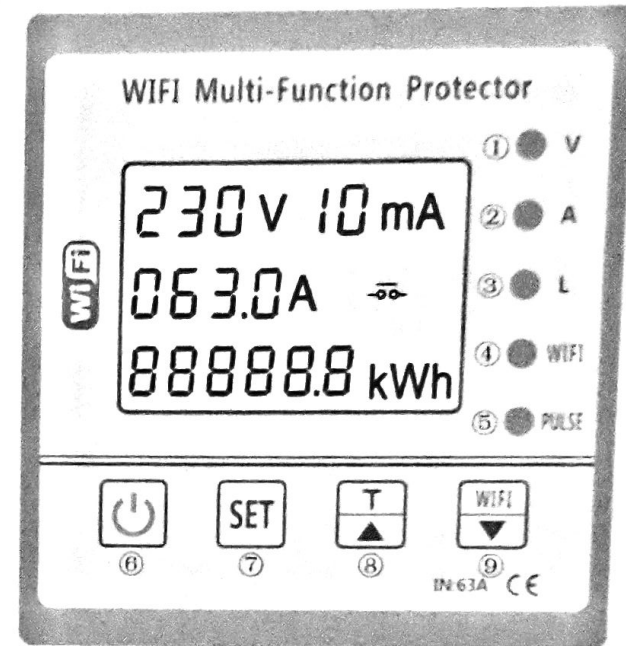 WIFI Multi-Function Protector
① V
230V 10mA
② A
WiFi
063.0A
③ L
④ WIFI
88888.8 kWh
⑤ PULSE
SET
T
WIFI
⑥ ⑦ ⑧ ⑨
IN:63A CE